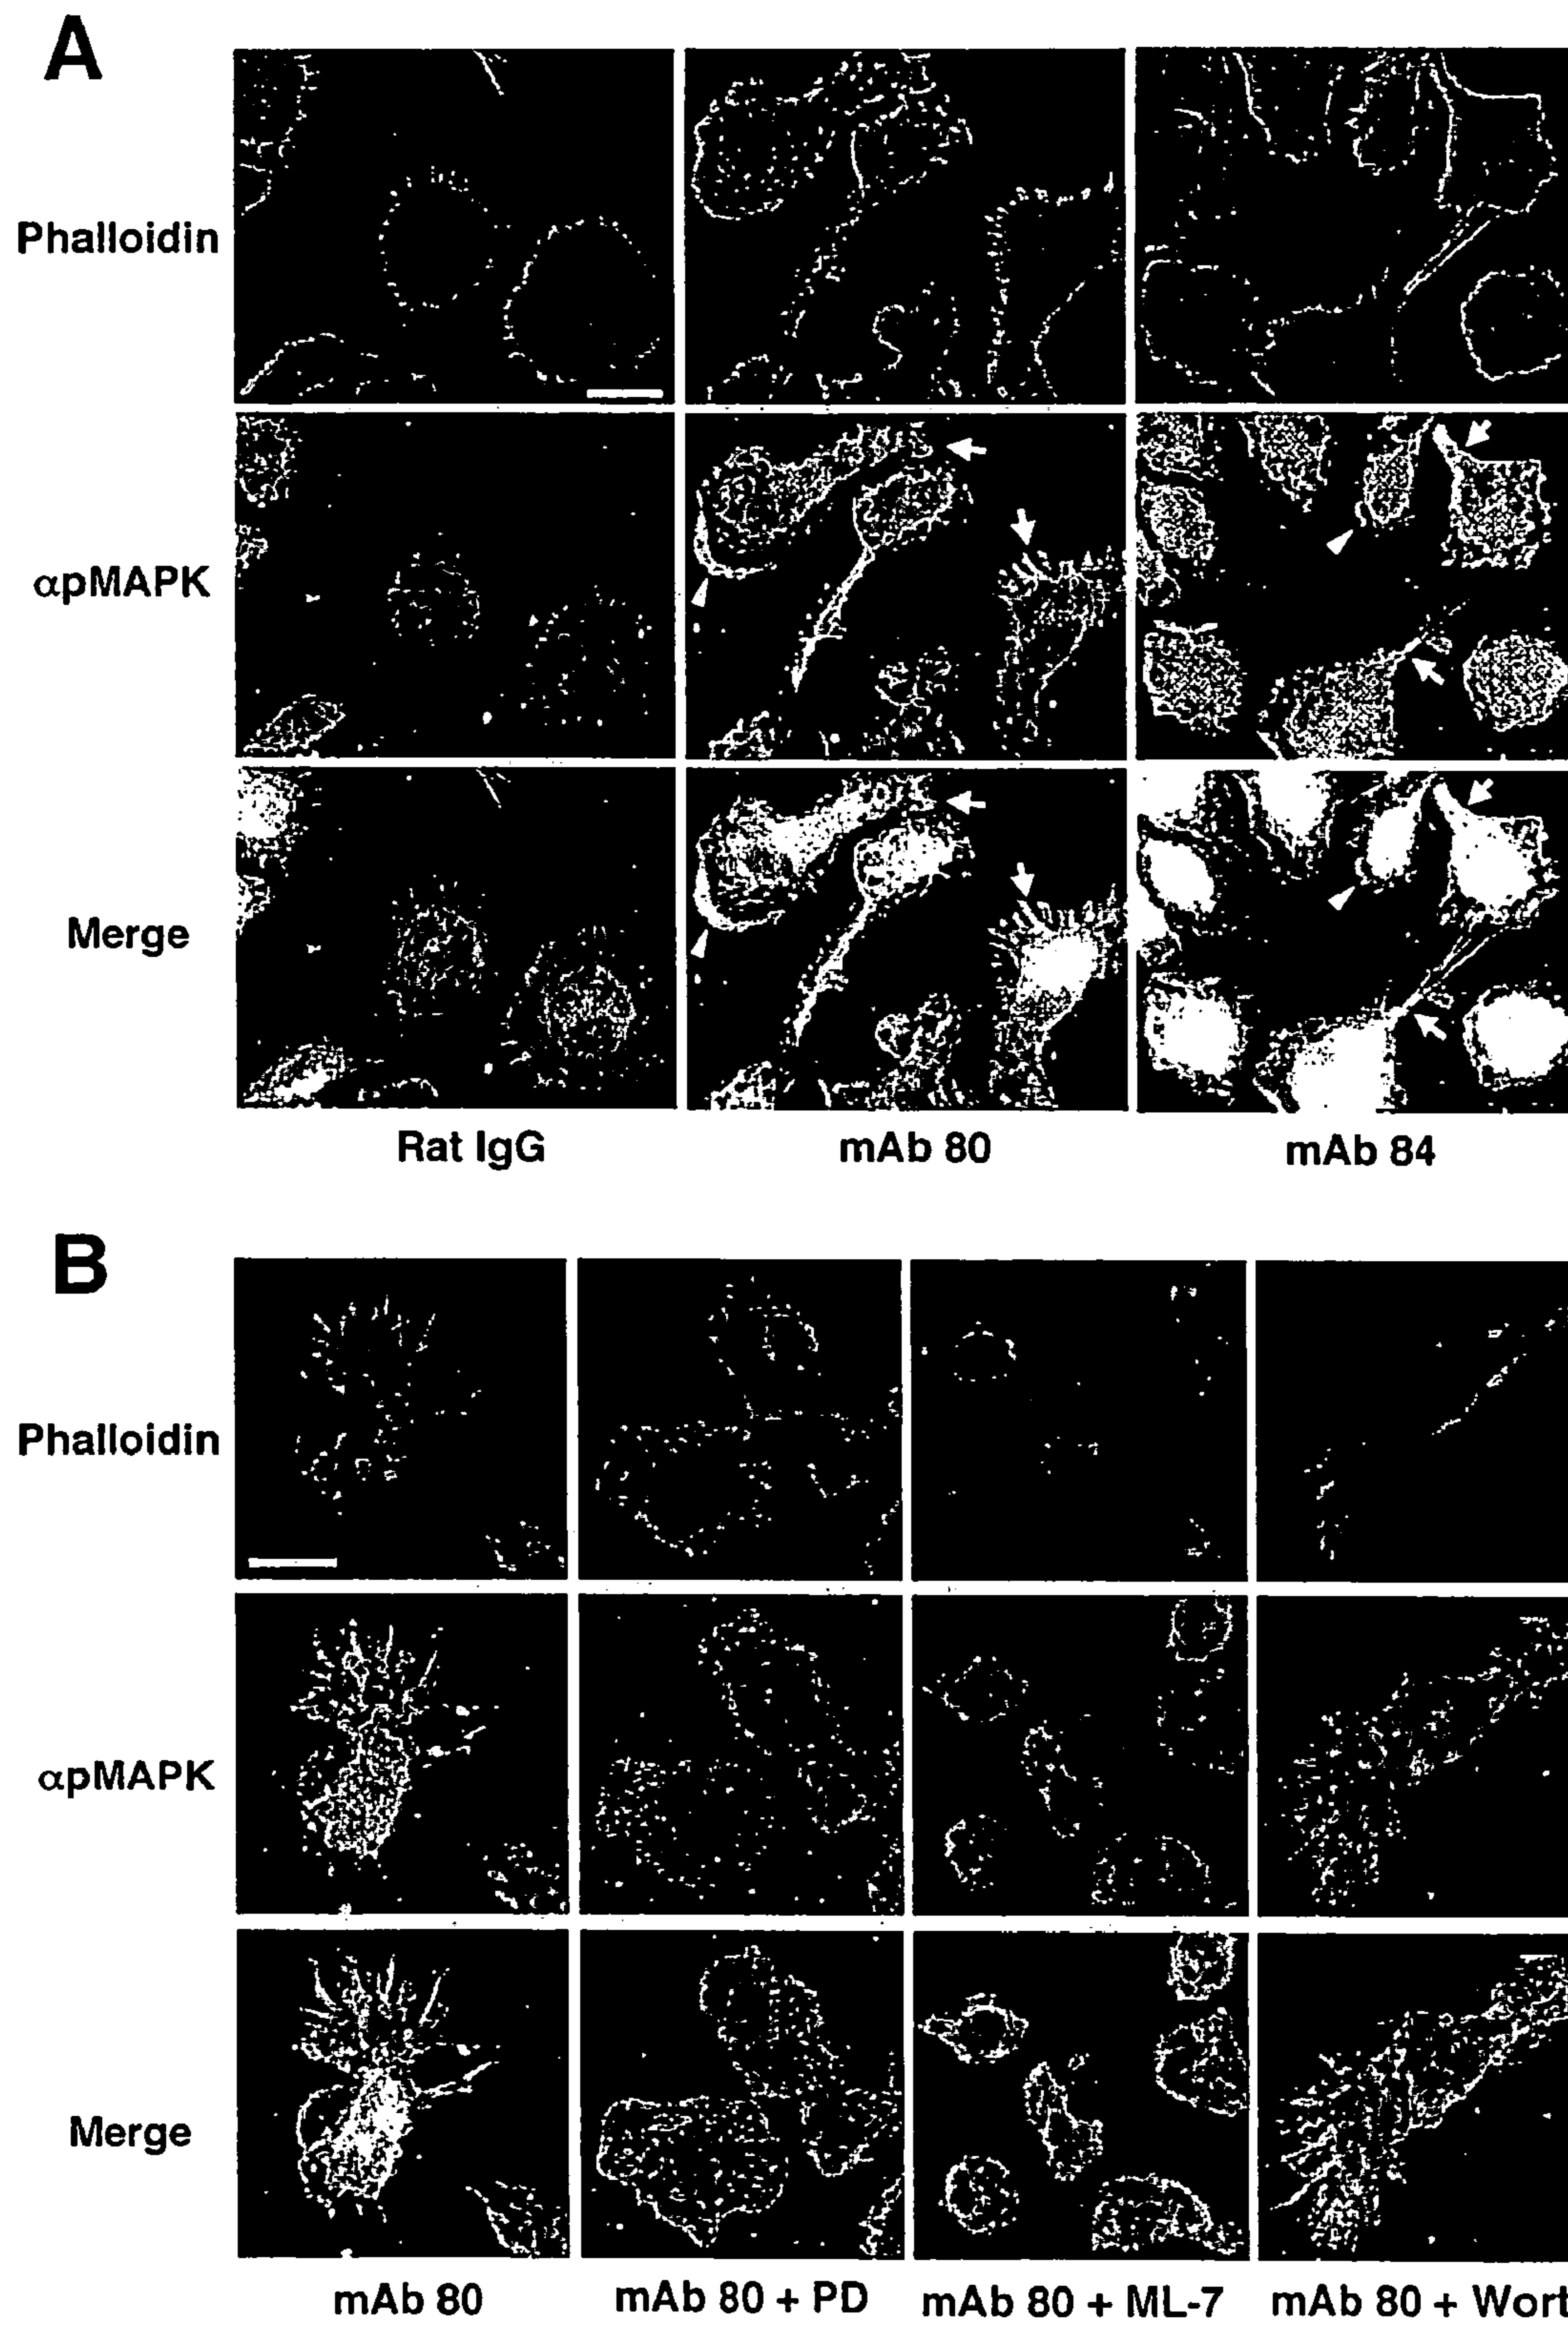 A
Phalloidin
αpMAPK
Merge
Rat IgG mAb 80 mAb 84
B
Phalloidin
αpMAPK
Merge
mAb 80 mAb 80 + PD mAb 80 + ML-7 mAb 80 + Wort